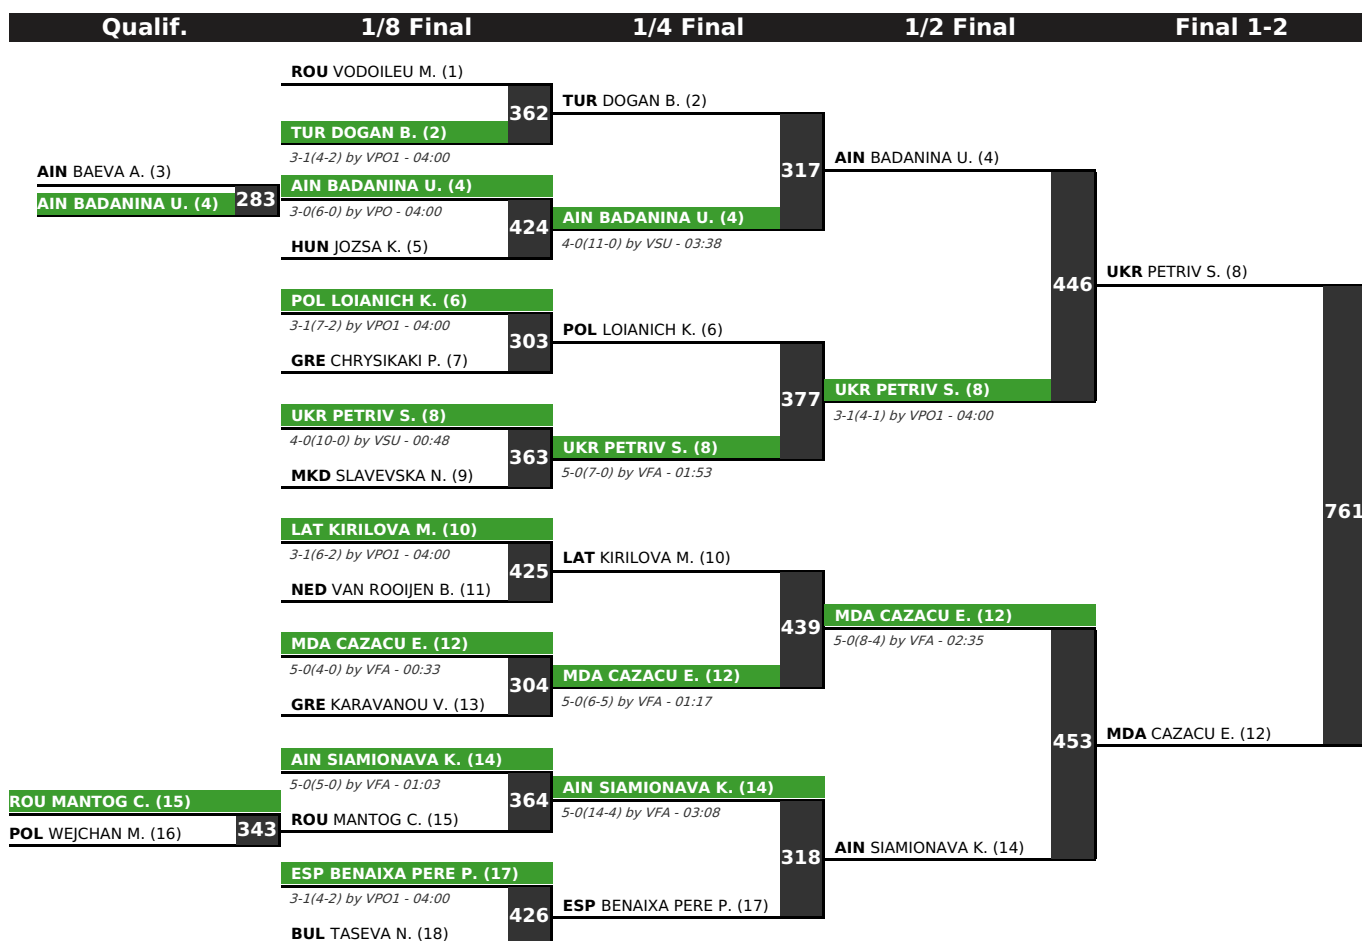 Qualif.
1/8 Final
1/4 Final
1/2 Final
Final 1-2
AIN BAEVA A. (3)
AIN BADANINA U. (4)
283
ROU MANTOG C. (15)
POL WEJCHAN M. (16)
343
ROU VODOILEU M. (1)
362
TUR DOGAN B. (2)
3-1(4-2) by VPO1 - 04:00
AIN BADANINA U. (4)
3-0(6-0) by VPO - 04:00
424
HUN JOZSA K. (5)
POL LOIANICH K. (6)
3-1(7-2) by VPO1 - 04:00
303
GRE CHRYSIKAKI P. (7)
UKR PETRIV S. (8)
4-0(10-0) by VSU - 00:48
363
MKD SLAVEVSKA N. (9)
LAT KIRILOVA M. (10)
3-1(6-2) by VPO1 - 04:00
425
NED VAN ROOIJEN B. (11)
MDA CAZACU E. (12)
5-0(4-0) by VFA - 00:33
304
GRE KARAVANOU V. (13)
AIN SIAMIONAVA K. (14)
5-0(5-0) by VFA - 01:03
364
ROU MANTOG C. (15)
ESP BENAIXA PERE P. (17)
3-1(4-2) by VPO1 - 04:00
426
BUL TASEVA N. (18)
TUR DOGAN B. (2)
317
AIN BADANINA U. (4)
4-0(11-0) by VSU - 03:38
POL LOIANICH K. (6)
377
UKR PETRIV S. (8)
5-0(7-0) by VFA - 01:53
LAT KIRILOVA M. (10)
439
MDA CAZACU E. (12)
5-0(6-5) by VFA - 01:17
AIN SIAMIONAVA K. (14)
5-0(14-4) by VFA - 03:08
318
ESP BENAIXA PERE P. (17)
AIN BADANINA U. (4)
446
UKR PETRIV S. (8)
3-1(4-1) by VPO1 - 04:00
MDA CAZACU E. (12)
5-0(8-4) by VFA - 02:35
453
AIN SIAMIONAVA K. (14)
UKR PETRIV S. (8)
761
MDA CAZACU E. (12)